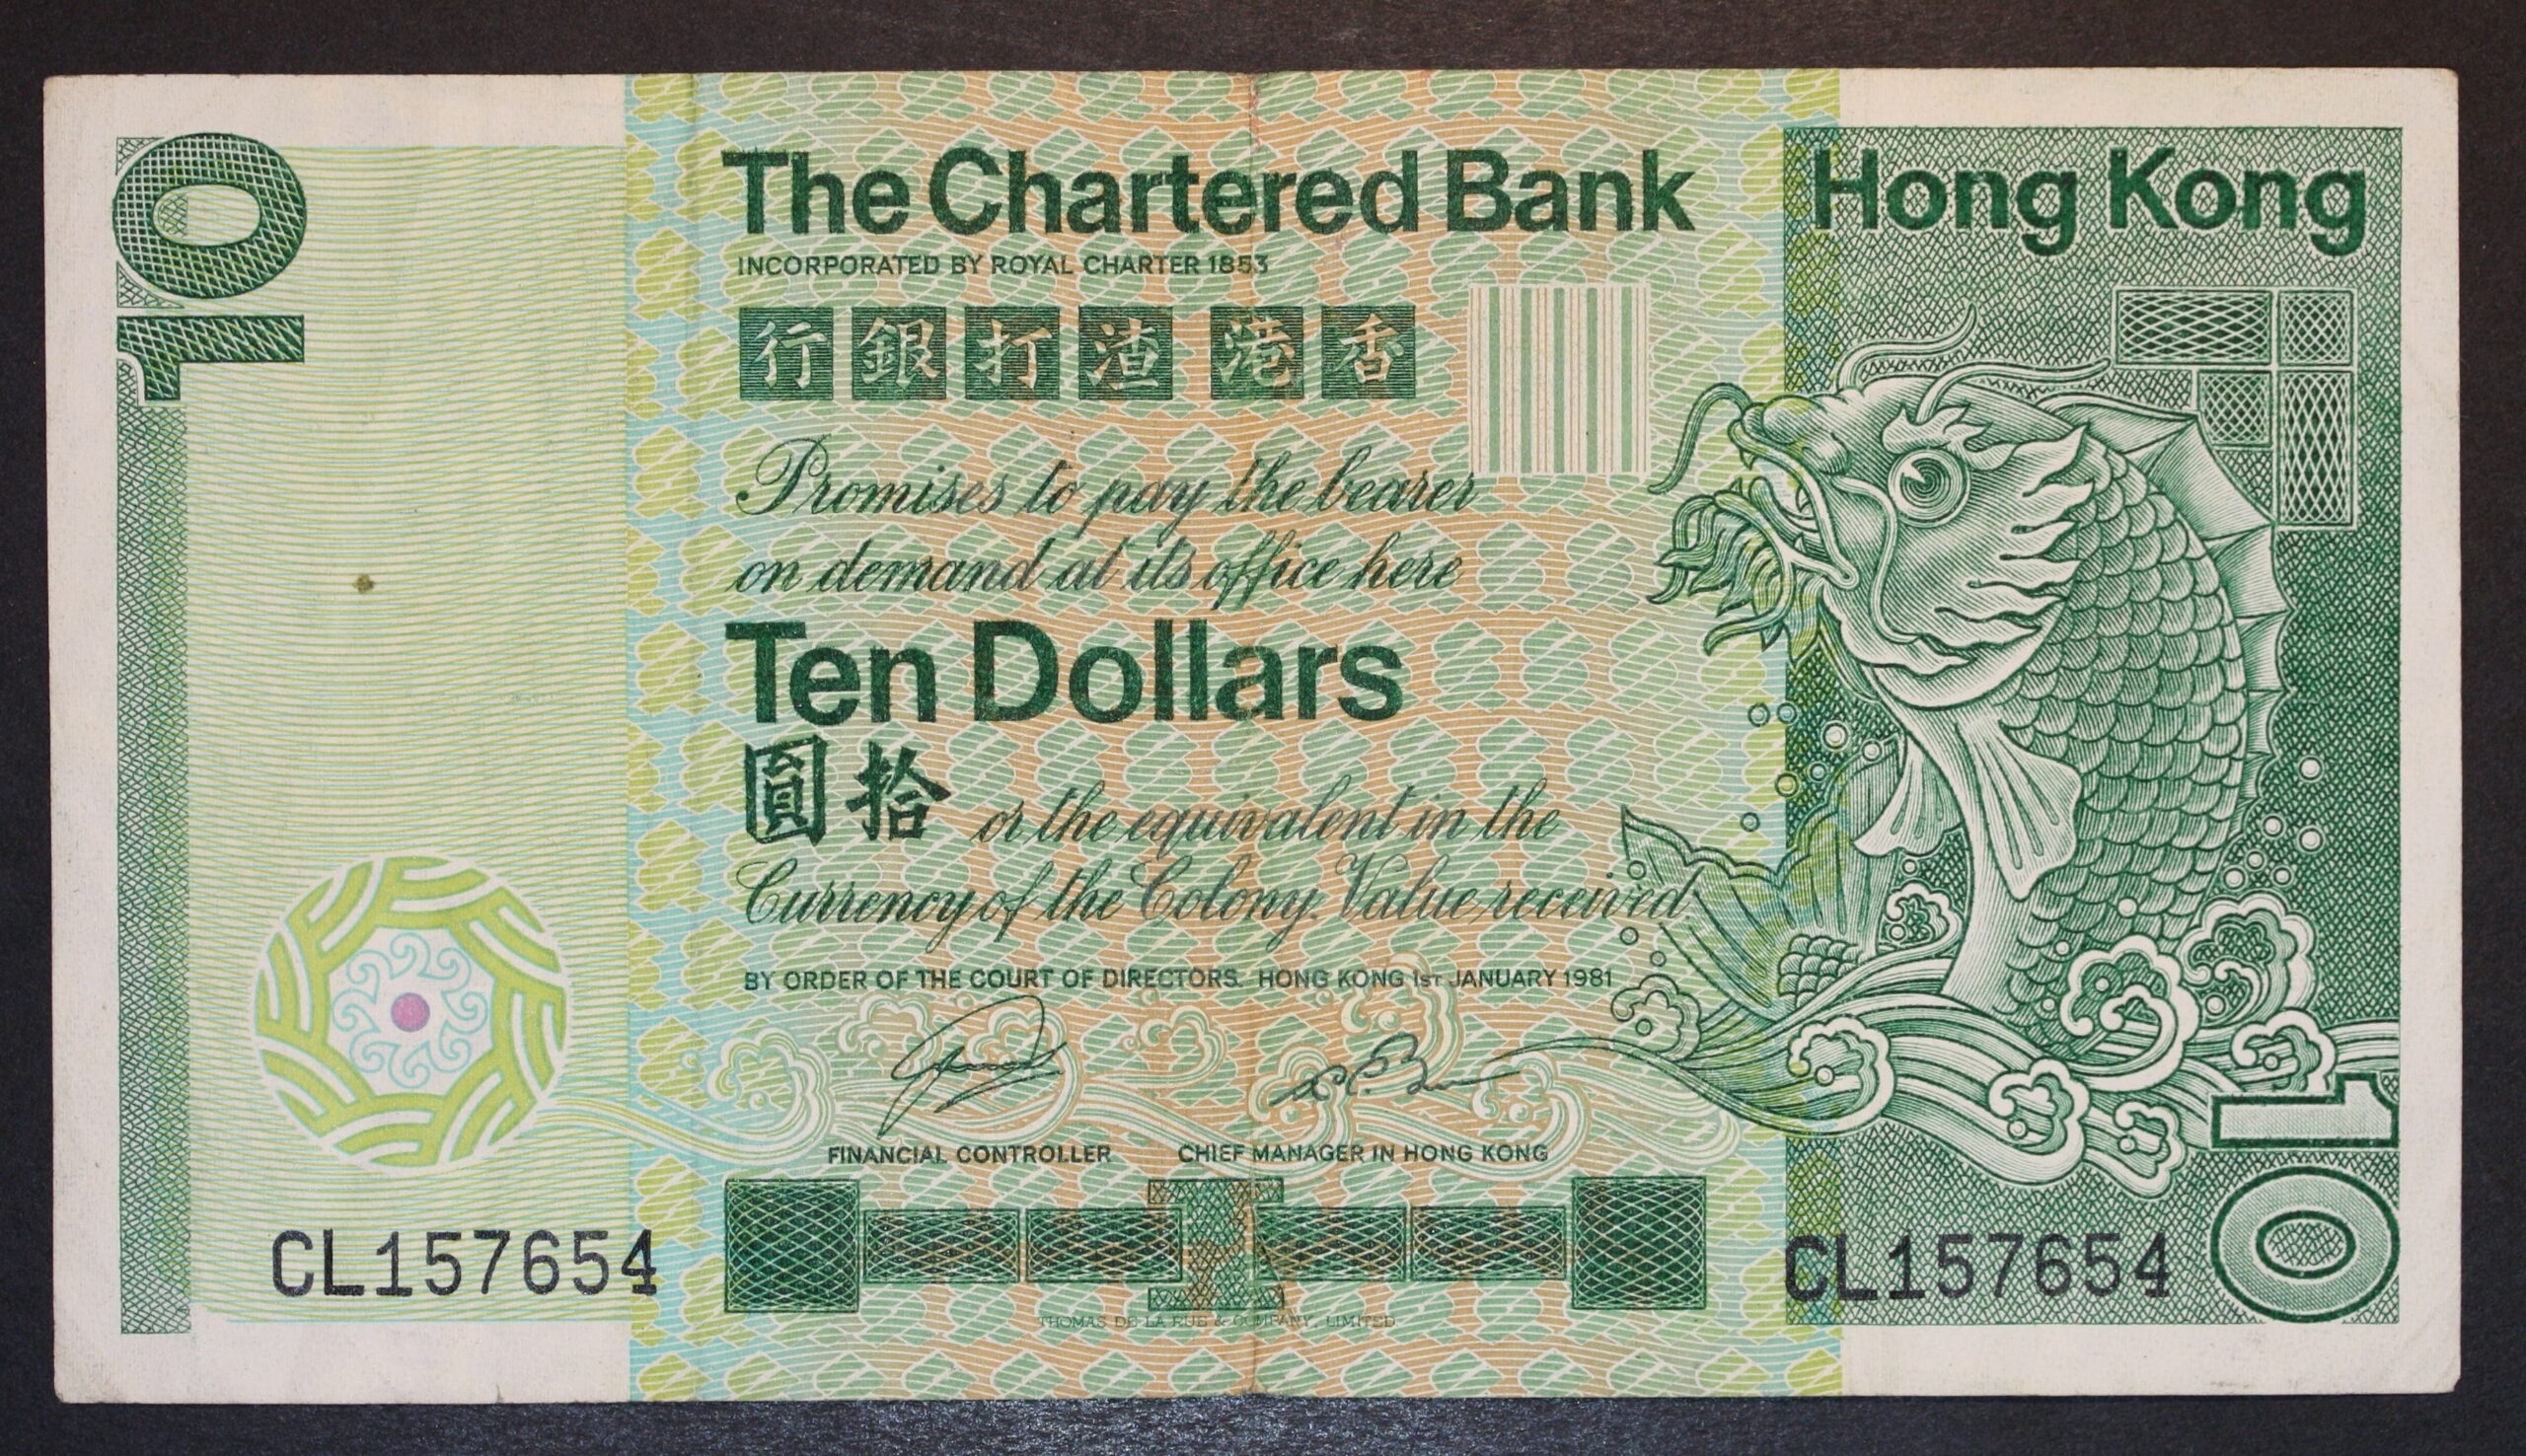 10
The Chartered Bank
Hong Kong
INCORPORATED BY ROYAL CHARTER 1853
香港渣打銀行
Promises to pay the bearer
on demand at its office here
Ten Dollars
拾圓 or the equivalent in the
Currency of the Colony. Value received.
BY ORDER OF THE COURT OF DIRECTORS. HONG KONG 1ST JANUARY 1981
FINANCIAL CONTROLLER
CHIEF MANAGER IN HONG KONG
10
CL157654
CL157654
THOMAS DE LA RUE & COMPANY, LIMITED